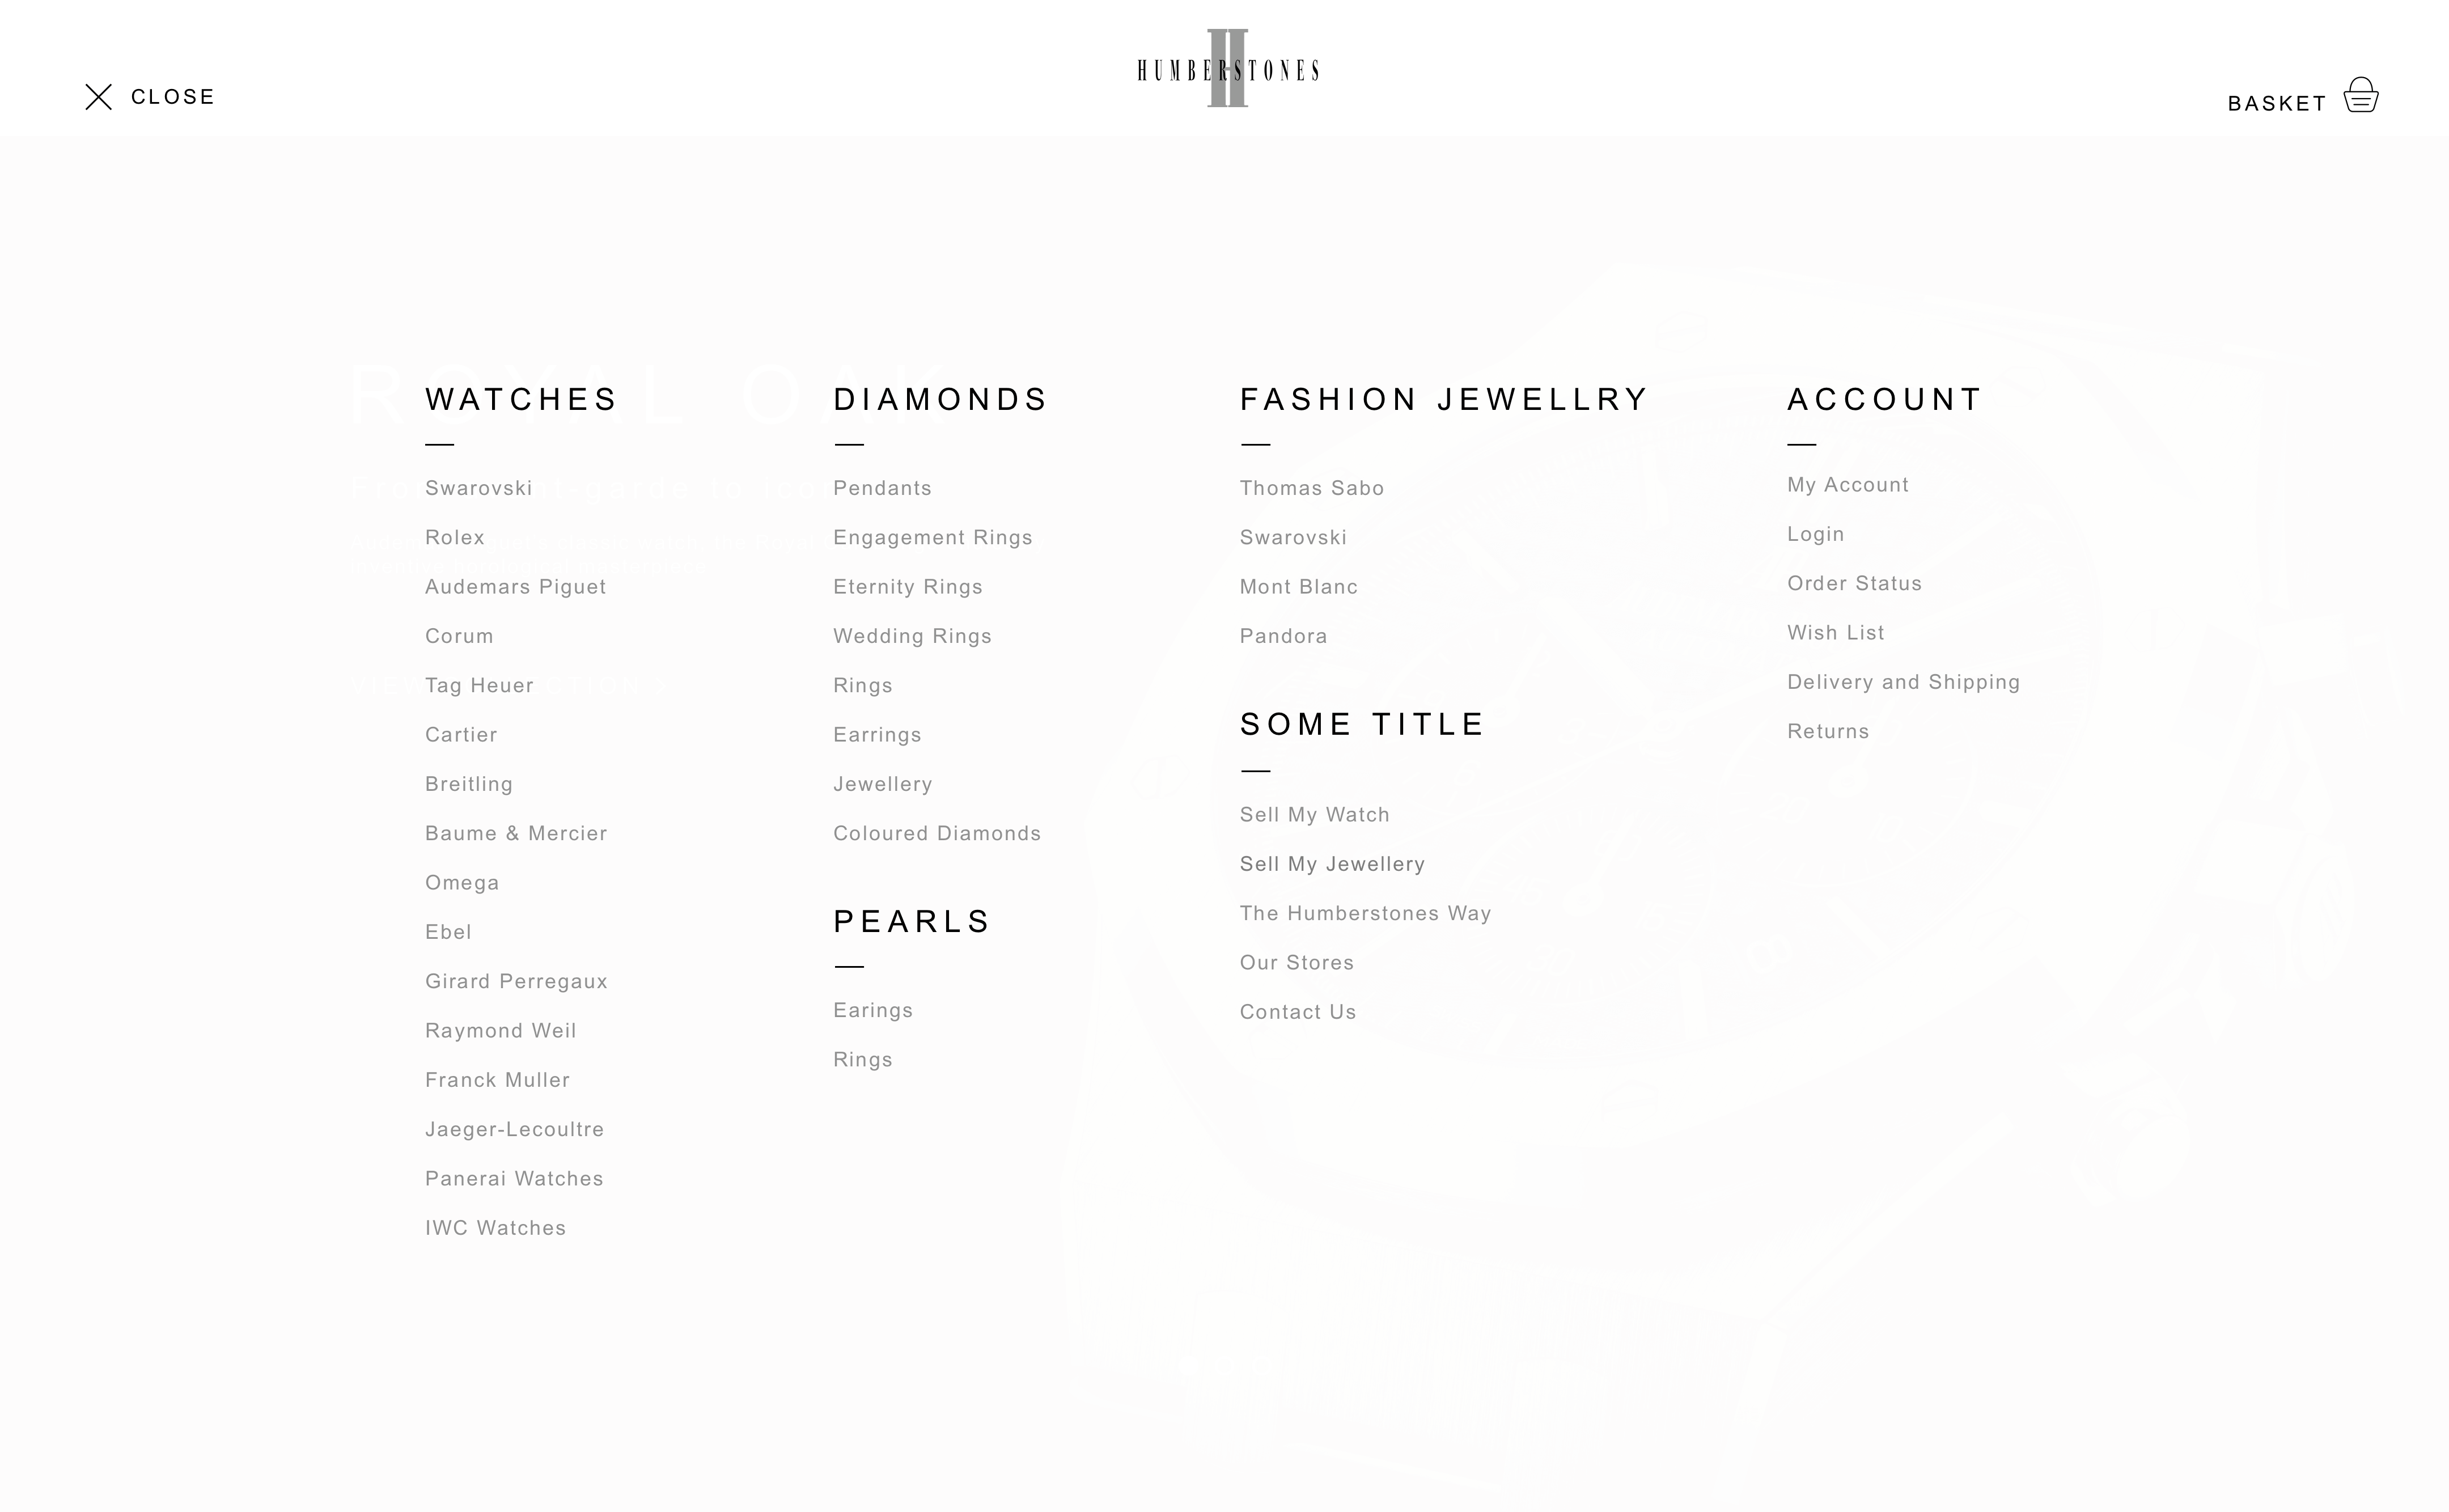 HUMBERSTONES
CLOSE
BASKET
ROYAL OAK
WATCHES
Swarovski
Rolex
Audemars Piguet
Corum
Tag Heuer
Cartier
Breitling
Baume & Mercier
Omega
Ebel
Girard Perregaux
Raymond Weil
Franck Muller
Jaeger-Lecoultre
Panerai Watches
IWC Watches
DIAMONDS
Pendants
Engagement Rings
Eternity Rings
Wedding Rings
Rings
Earrings
Jewellery
Coloured Diamonds
PEARLS
Earings
Rings
FASHION JEWELLRY
Thomas Sabo
Swarovski
Mont Blanc
Pandora
SOME TITLE
Sell My Watch
Sell My Jewellery
The Humberstones Way
Our Stores
Contact Us
ACCOUNT
My Account
Login
Order Status
Wish List
Delivery and Shipping
Returns